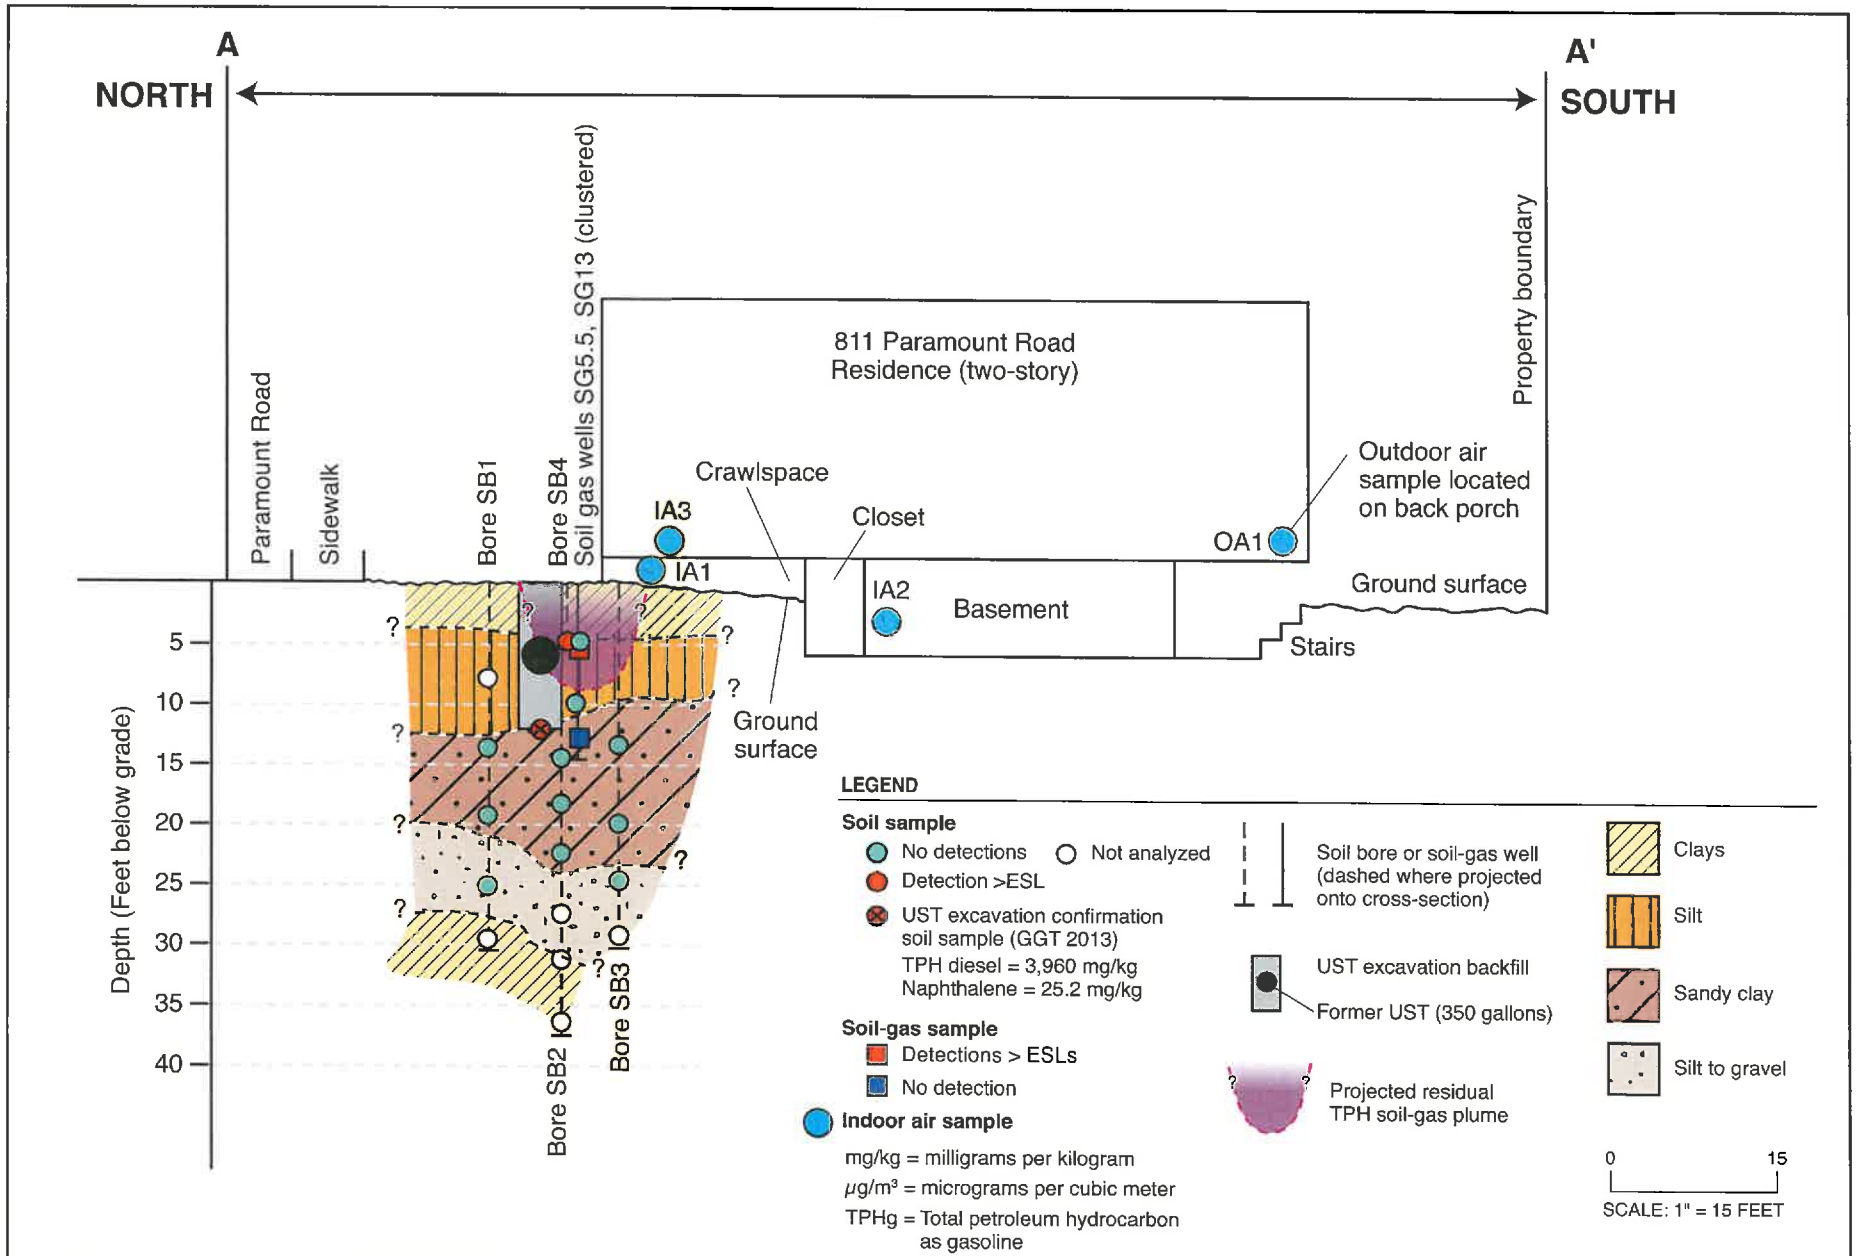 A
A'
NORTH
SOUTH
Paramount Road
Sidewalk
Bore SB1
Bore SB4
Soil gas wells SG5.5, SG13 (clustered)
811 Paramount Road
Residence (two-story)
Property boundary
Crawlspace
Closet
Outdoor air
sample located
on back porch
IA3
IA1
IA2
OA1
Basement
Ground surface
Stairs
Ground
surface
Depth (Feet below grade)
5
10
15
20
25
30
35
40
?
?
?
?
?
?
?
?
?
?
Bore SB2
Bore SB3
LEGEND
Soil sample
No detections
Not analyzed
Detection >ESL
UST excavation confirmation
soil sample (GGT 2013)
TPH diesel = 3,960 mg/kg
Naphthalene = 25.2 mg/kg
Soil-gas sample
Detections > ESLs
No detection
Indoor air sample
mg/kg = milligrams per kilogram
µg/m³ = micrograms per cubic meter
TPHg = Total petroleum hydrocarbon
as gasoline
Soil bore or soil-gas well
(dashed where projected
onto cross-section)
UST excavation backfill
Former UST (350 gallons)
?
?
Projected residual
TPH soil-gas plume
Clays
Silt
Sandy clay
Silt to gravel
0 15
SCALE: 1" = 15 FEET